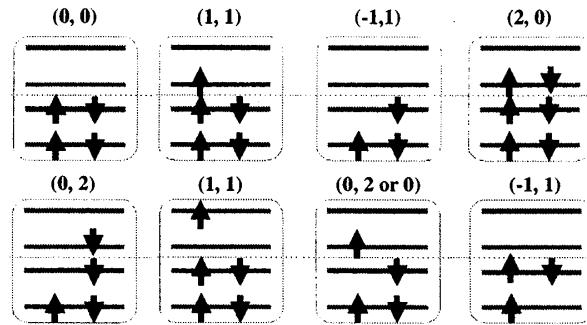 (0, 0) (1, 1) (-1,1) (2, 0)
(0, 2) (1, 1) (0, 2 or 0) (-1, 1)